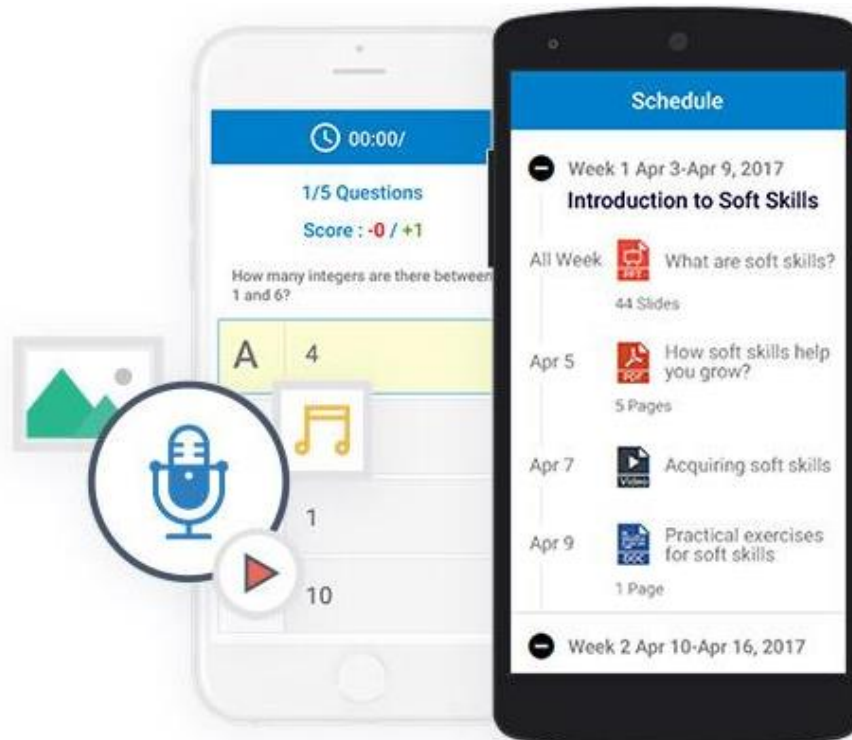 00:00/
1/5 Questions
Score : -0 / +1
How many integers are there between
1 and 6?
A 4
1
10
Schedule
Week 1 Apr 3-Apr 9, 2017
Introduction to Soft Skills
All Week
PPT
What are soft skills?
44 Slides
Apr 5
PDF
How soft skills help
you grow?
5 Pages
Apr 7
Video
Acquiring soft skills
Apr 9
DOC
Practical exercises
for soft skills
1 Page
Week 2 Apr 10-Apr 16, 2017